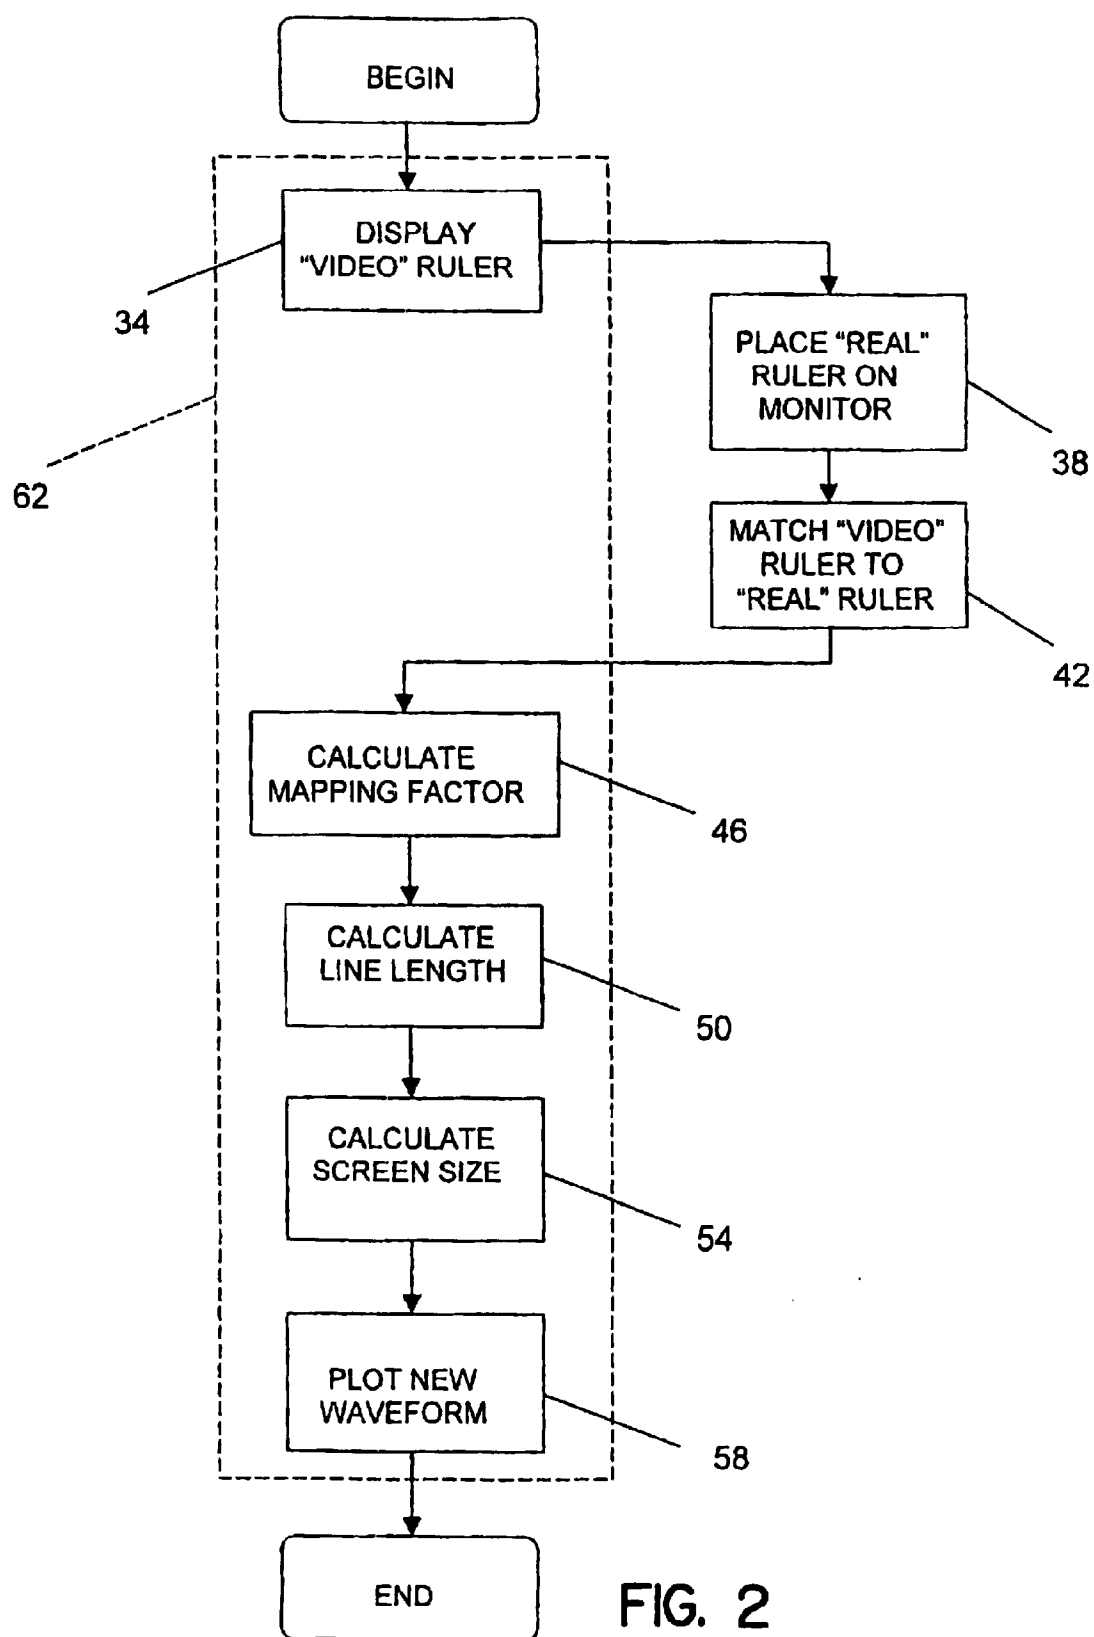 BEGIN
DISPLAY
"VIDEO" RULER
34
PLACE "REAL"
RULER ON
MONITOR
38
62
MATCH "VIDEO"
RULER TO
"REAL" RULER
42
CALCULATE
MAPPING FACTOR
46
CALCULATE
LINE LENGTH
50
CALCULATE
SCREEN SIZE
54
PLOT NEW
WAVEFORM
58
END
FIG. 2